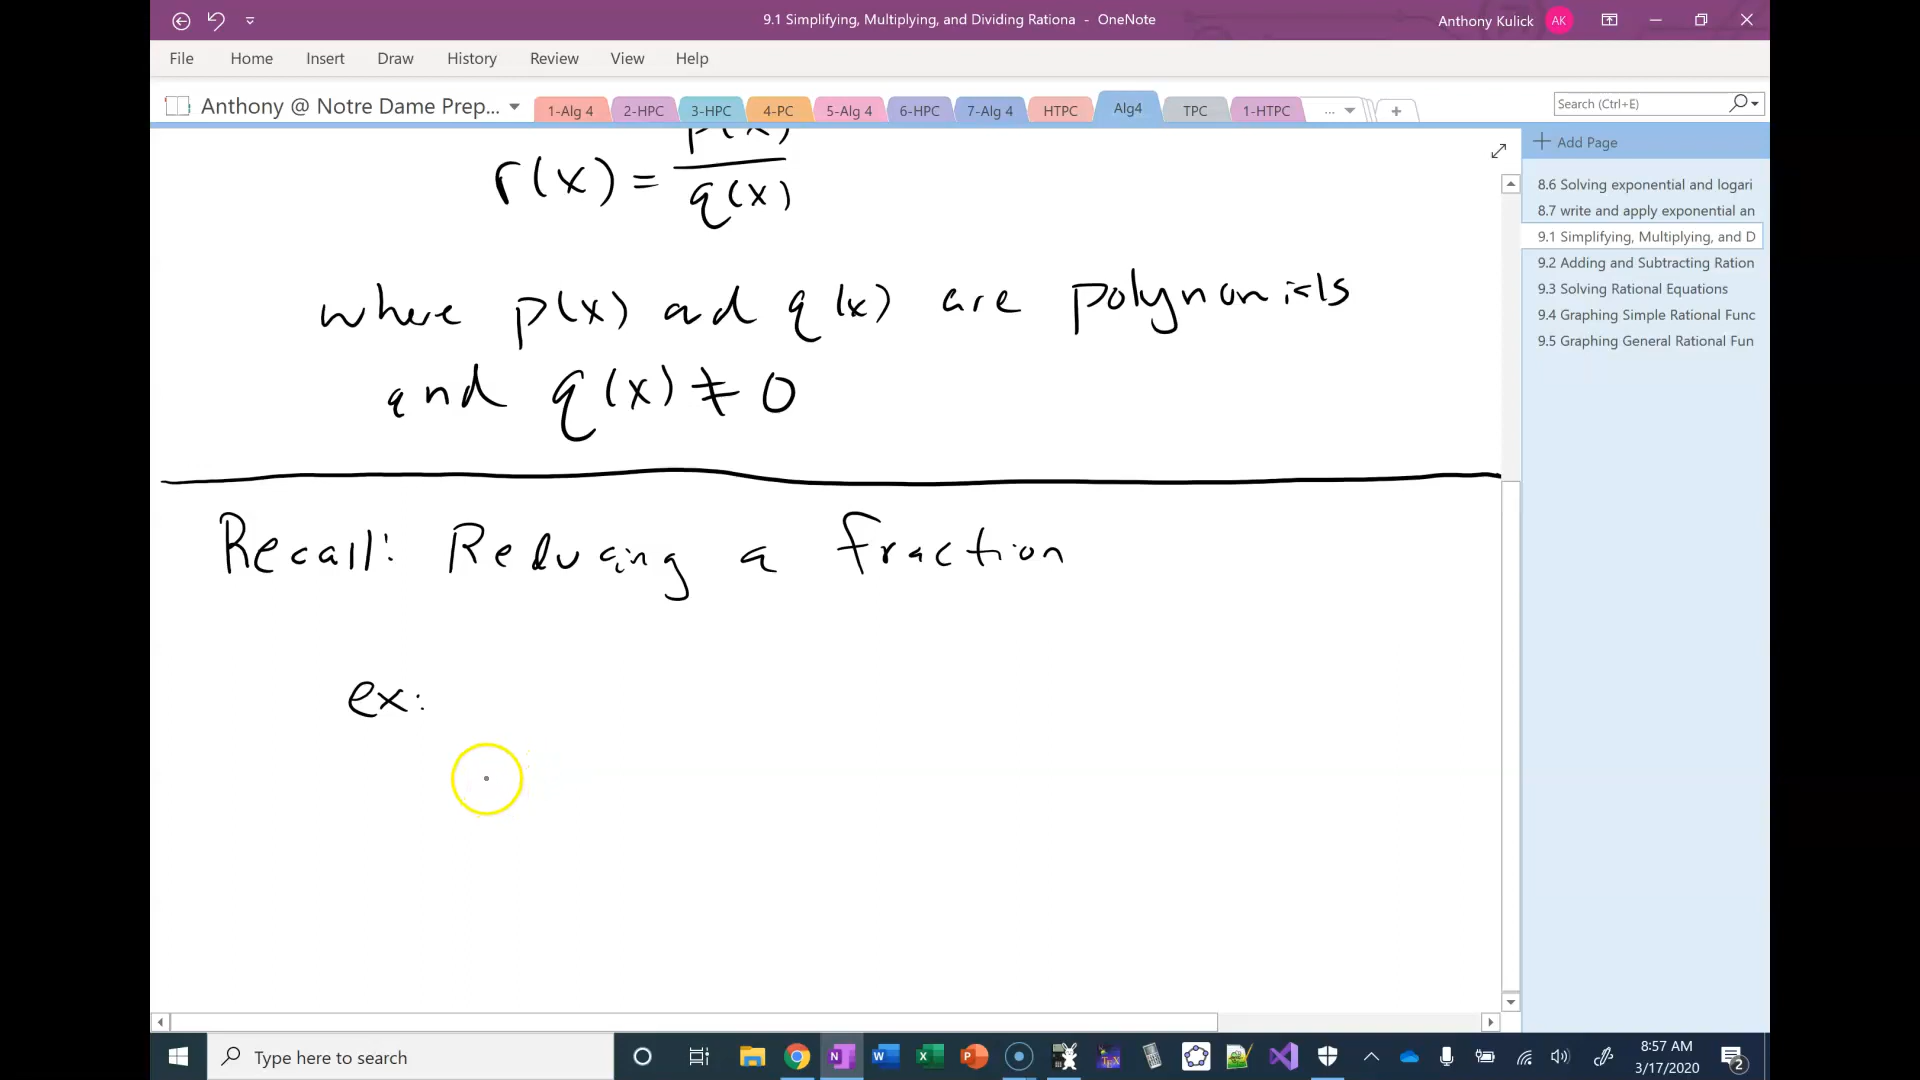 9.1 Simplifying, Multiplying, and Dividing Rationa - OneNote
Anthony Kulick AK
File Home Insert Draw History Review View Help
Anthony @ Notre Dame Prep... 1-Alg 4 2-HPC 3-HPC 4-PC 5-Alg 4 6-HPC 7-Alg 4 HTPC Alg4 TPC 1-HTPC ... Search (Ctrl+E)
Add Page
8.6 Solving exponential and logari
8.7 write and apply exponential an
9.1 Simplifying, Multiplying, and D
9.2 Adding and Subtracting Ration
9.3 Solving Rational Equations
9.4 Graphing Simple Rational Func
9.5 Graphing General Rational Fun
p(x)
r(x) =
q(x)
where p(x) and q(x) are polynomials
and q(x) ≠ 0
Recall: Reducing a fraction
ex:
Type here to search
8:57 AM
3/17/2020
2